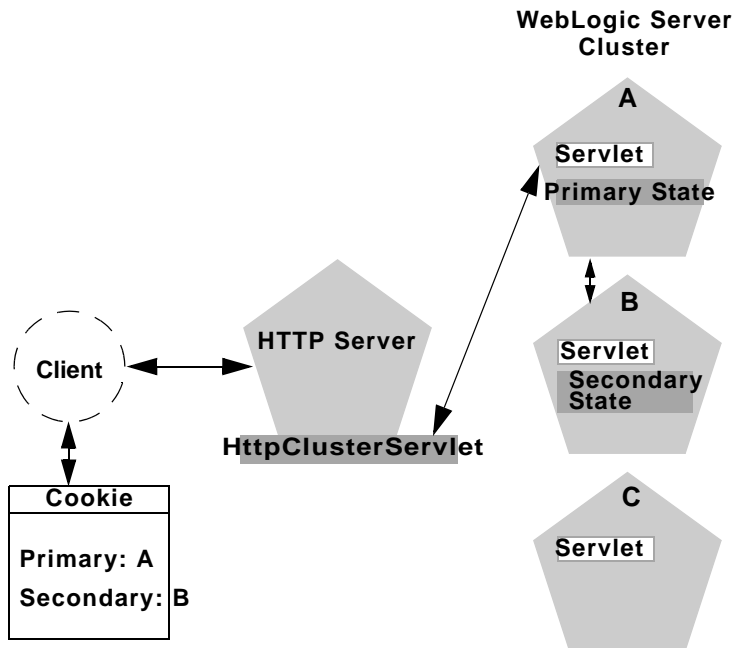 WebLogic Server
Cluster
A
Servlet
Primary State
B
Servlet
Secondary
State
C
Servlet
HTTP Server
HttpClusterServlet
Client
Cookie
Primary: A
Secondary: B